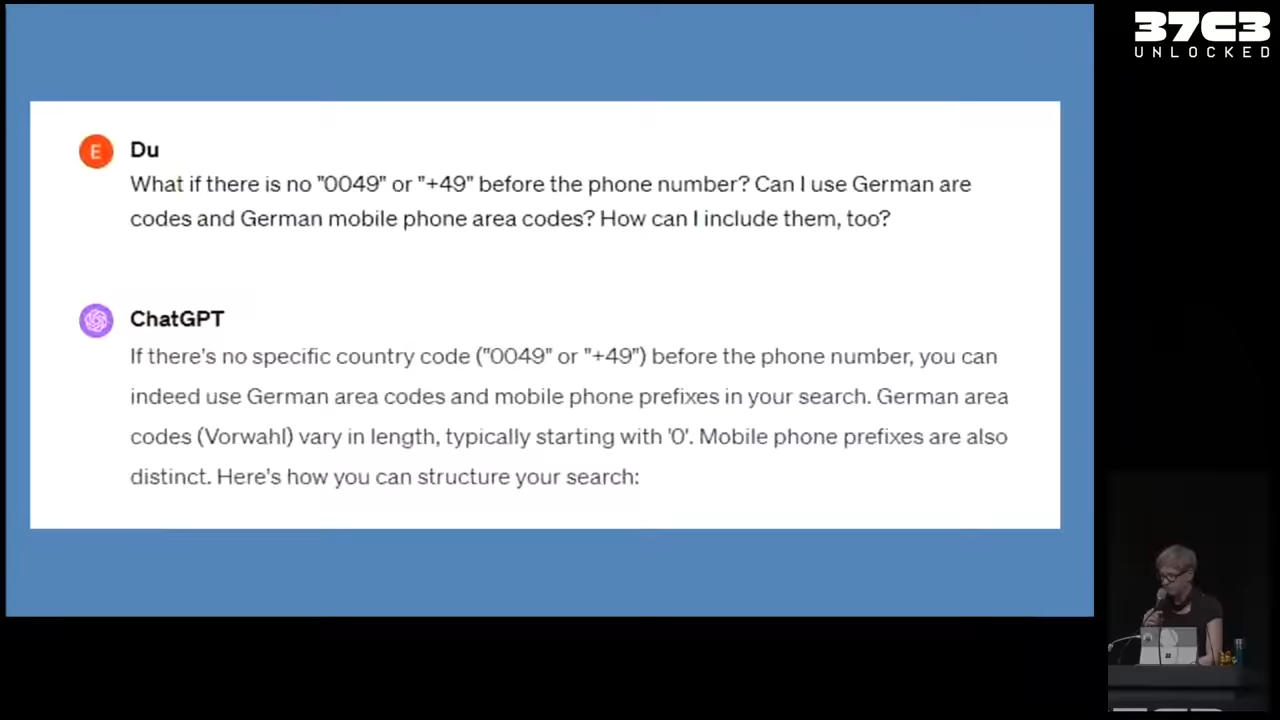 37C3
UNLOCKED
E
Du
What if there is no "0049" or "+49" before the phone number? Can I use German are
codes and German mobile phone area codes? How can I include them, too?
ChatGPT
If there's no specific country code ("0049" or "+49") before the phone number, you can
indeed use German area codes and mobile phone prefixes in your search. German area
codes (Vorwahl) vary in length, typically starting with '0'. Mobile phone prefixes are also
distinct. Here's how you can structure your search: